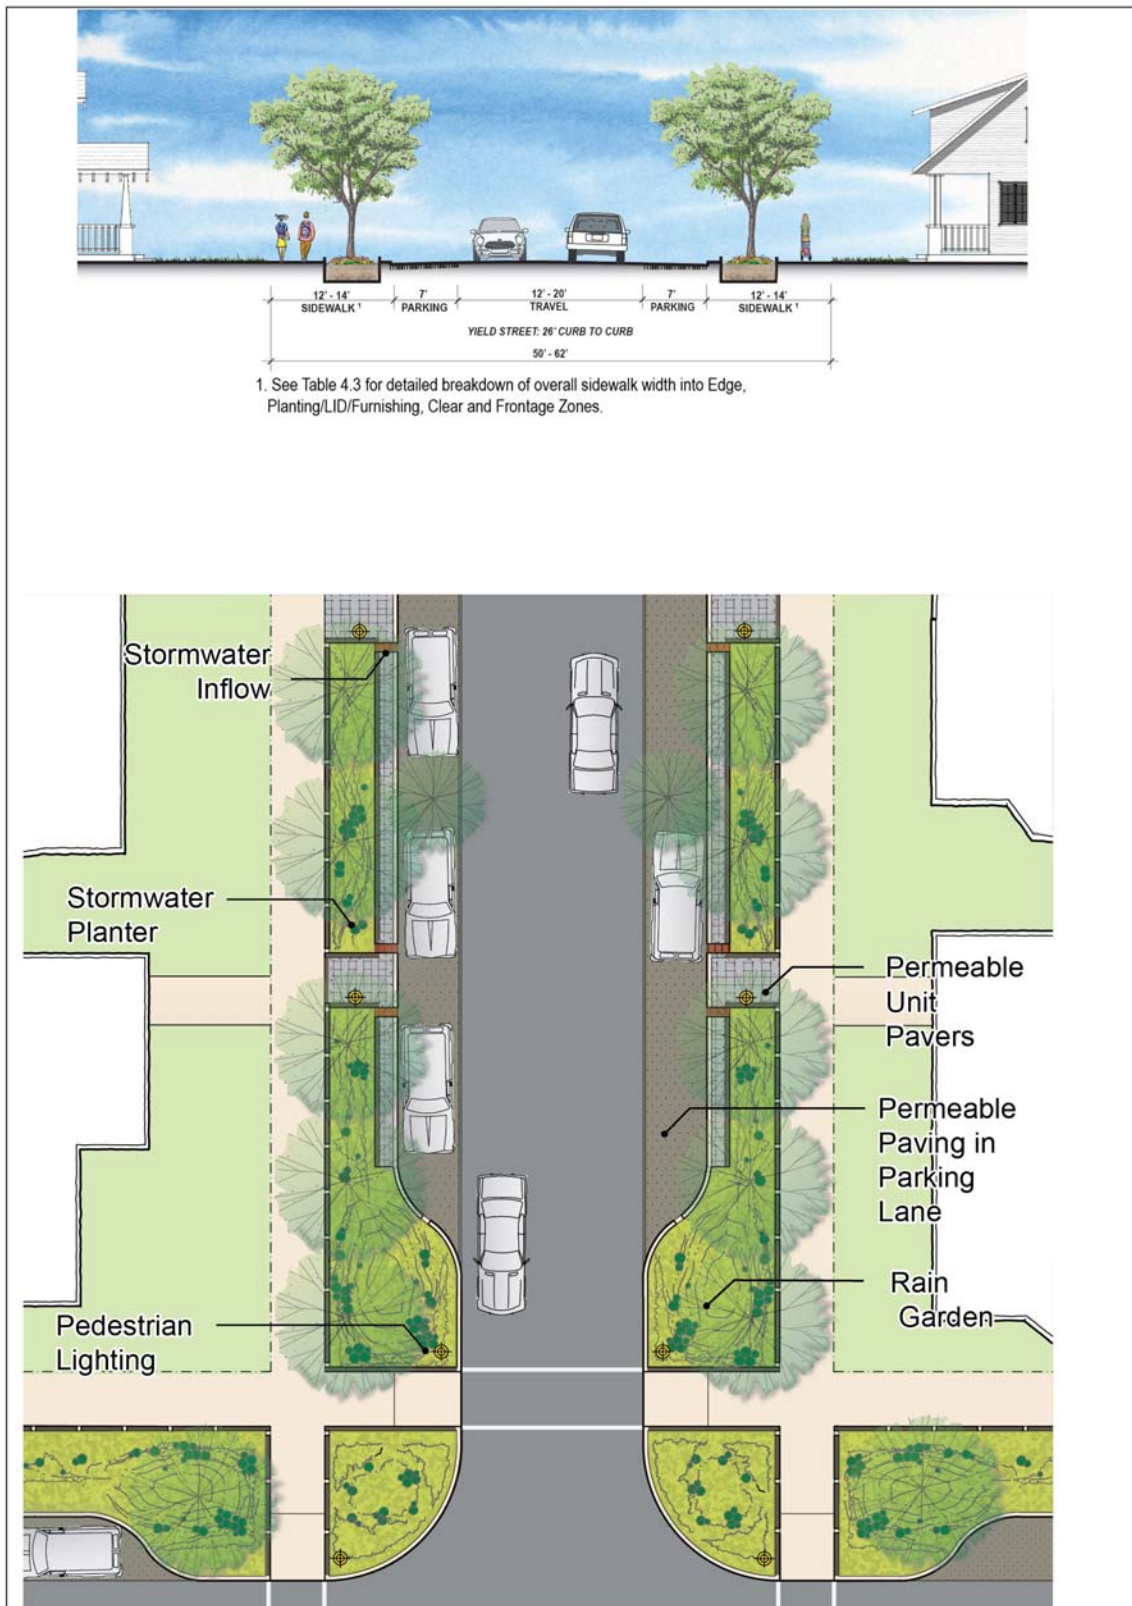 12' - 14' 7' 12' - 20' 7' 12' - 14'
SIDEWALK ¹ PARKING TRAVEL PARKING SIDEWALK ¹
YIELD STREET: 26' CURB TO CURB
50' - 62'
1. See Table 4.3 for detailed breakdown of overall sidewalk width into Edge,
Planting/LID/Furnishing, Clear and Frontage Zones.
Stormwater
Inflow
Stormwater
Planter
Permeable
Unit
Pavers
Permeable
Paving in
Parking
Lane
Rain
Garden
Pedestrian
Lighting